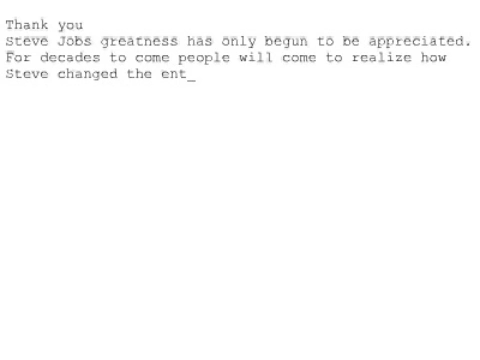 Thank you
Steve Jobs greatness has only begun to be appreciated.
For decades to come people will come to realize how
Steve changed the ent_